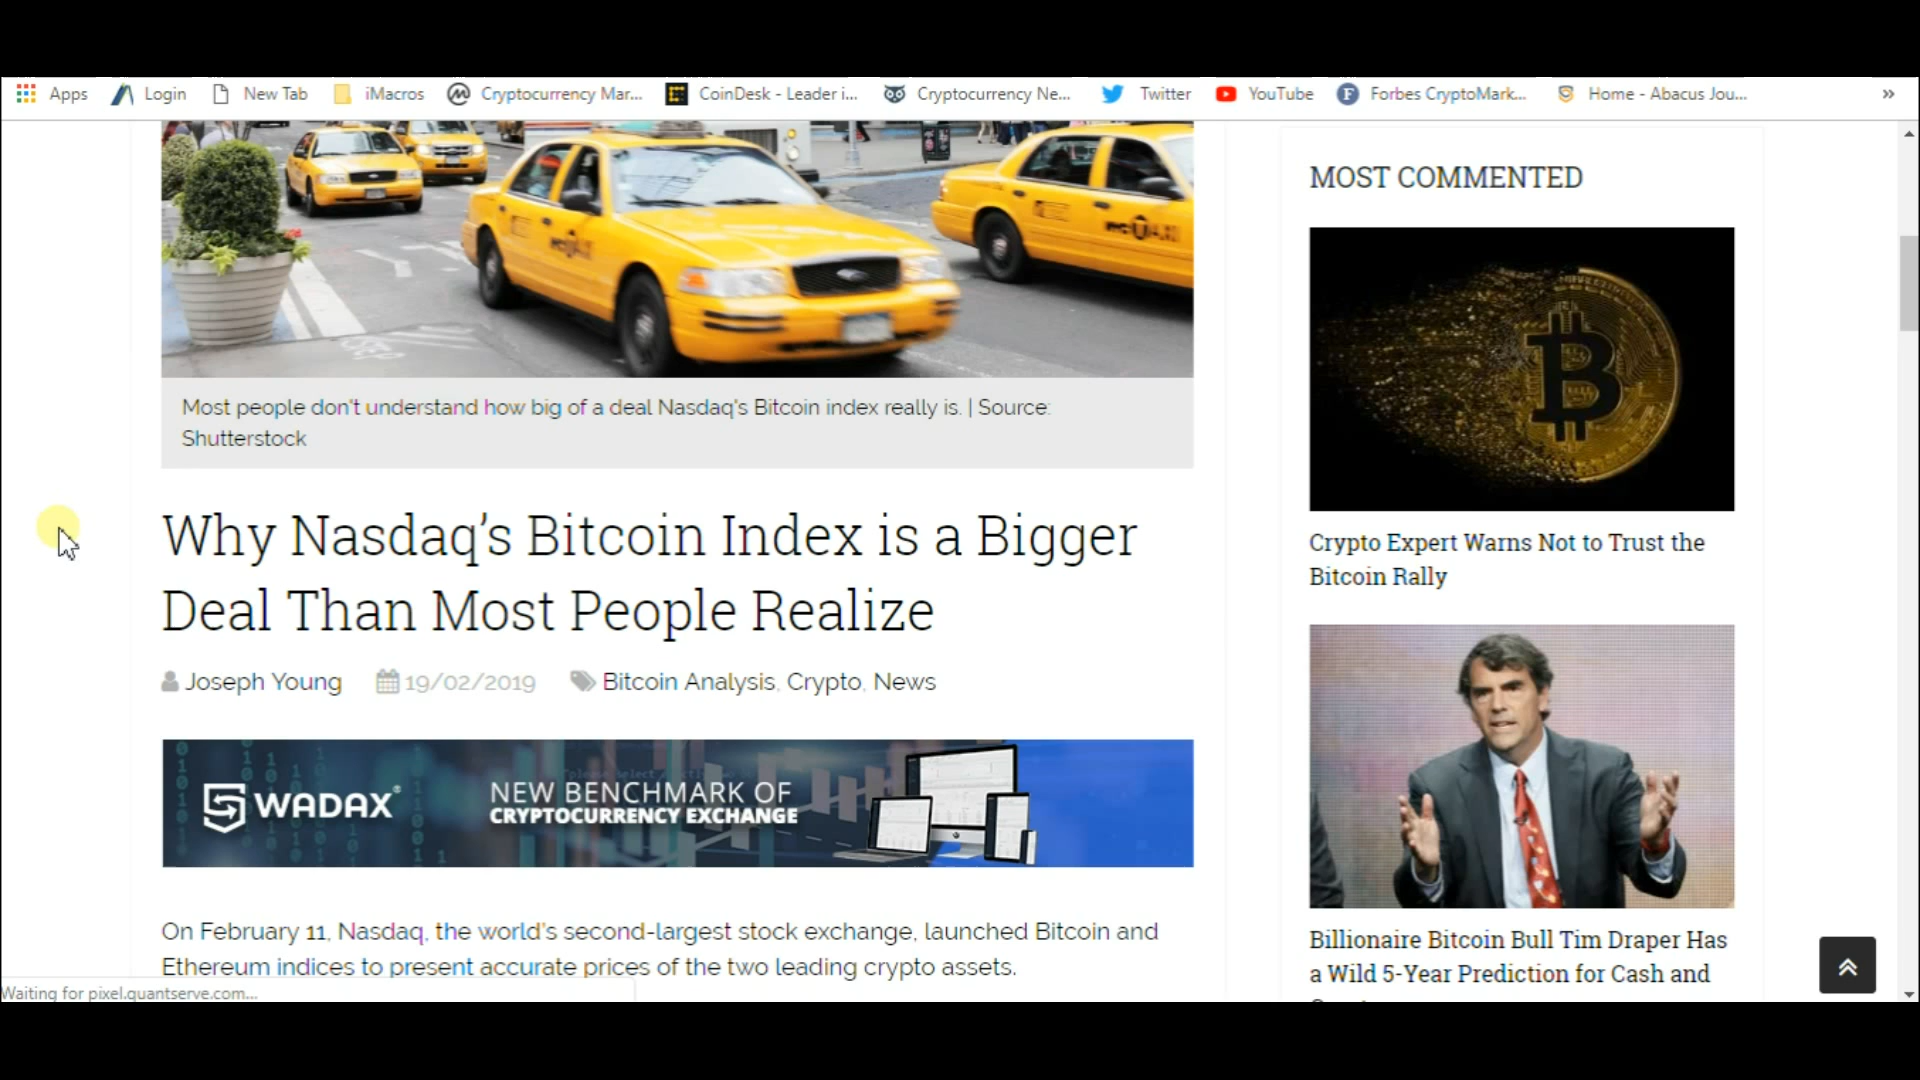 Apps Login New Tab iMacros Cryptocurrency Mar... CoinDesk - Leader i... Cryptocurrency Ne... Twitter YouTube Forbes CryptoMark... Home - Abacus Jou... »
Most people don't understand how big of a deal Nasdaq's Bitcoin index really is. | Source:
Shutterstock
Why Nasdaq's Bitcoin Index is a Bigger
Deal Than Most People Realize
Joseph Young 19/02/2019 Bitcoin Analysis, Crypto, News
WADAX®
NEW BENCHMARK OF
CRYPTOCURRENCY EXCHANGE
On February 11, Nasdaq, the world's second-largest stock exchange, launched Bitcoin and
Ethereum indices to present accurate prices of the two leading crypto assets.
Waiting for pixel.quantserve.com...
MOST COMMENTED
Crypto Expert Warns Not to Trust the
Bitcoin Rally
Billionaire Bitcoin Bull Tim Draper Has
a Wild 5-Year Prediction for Cash and